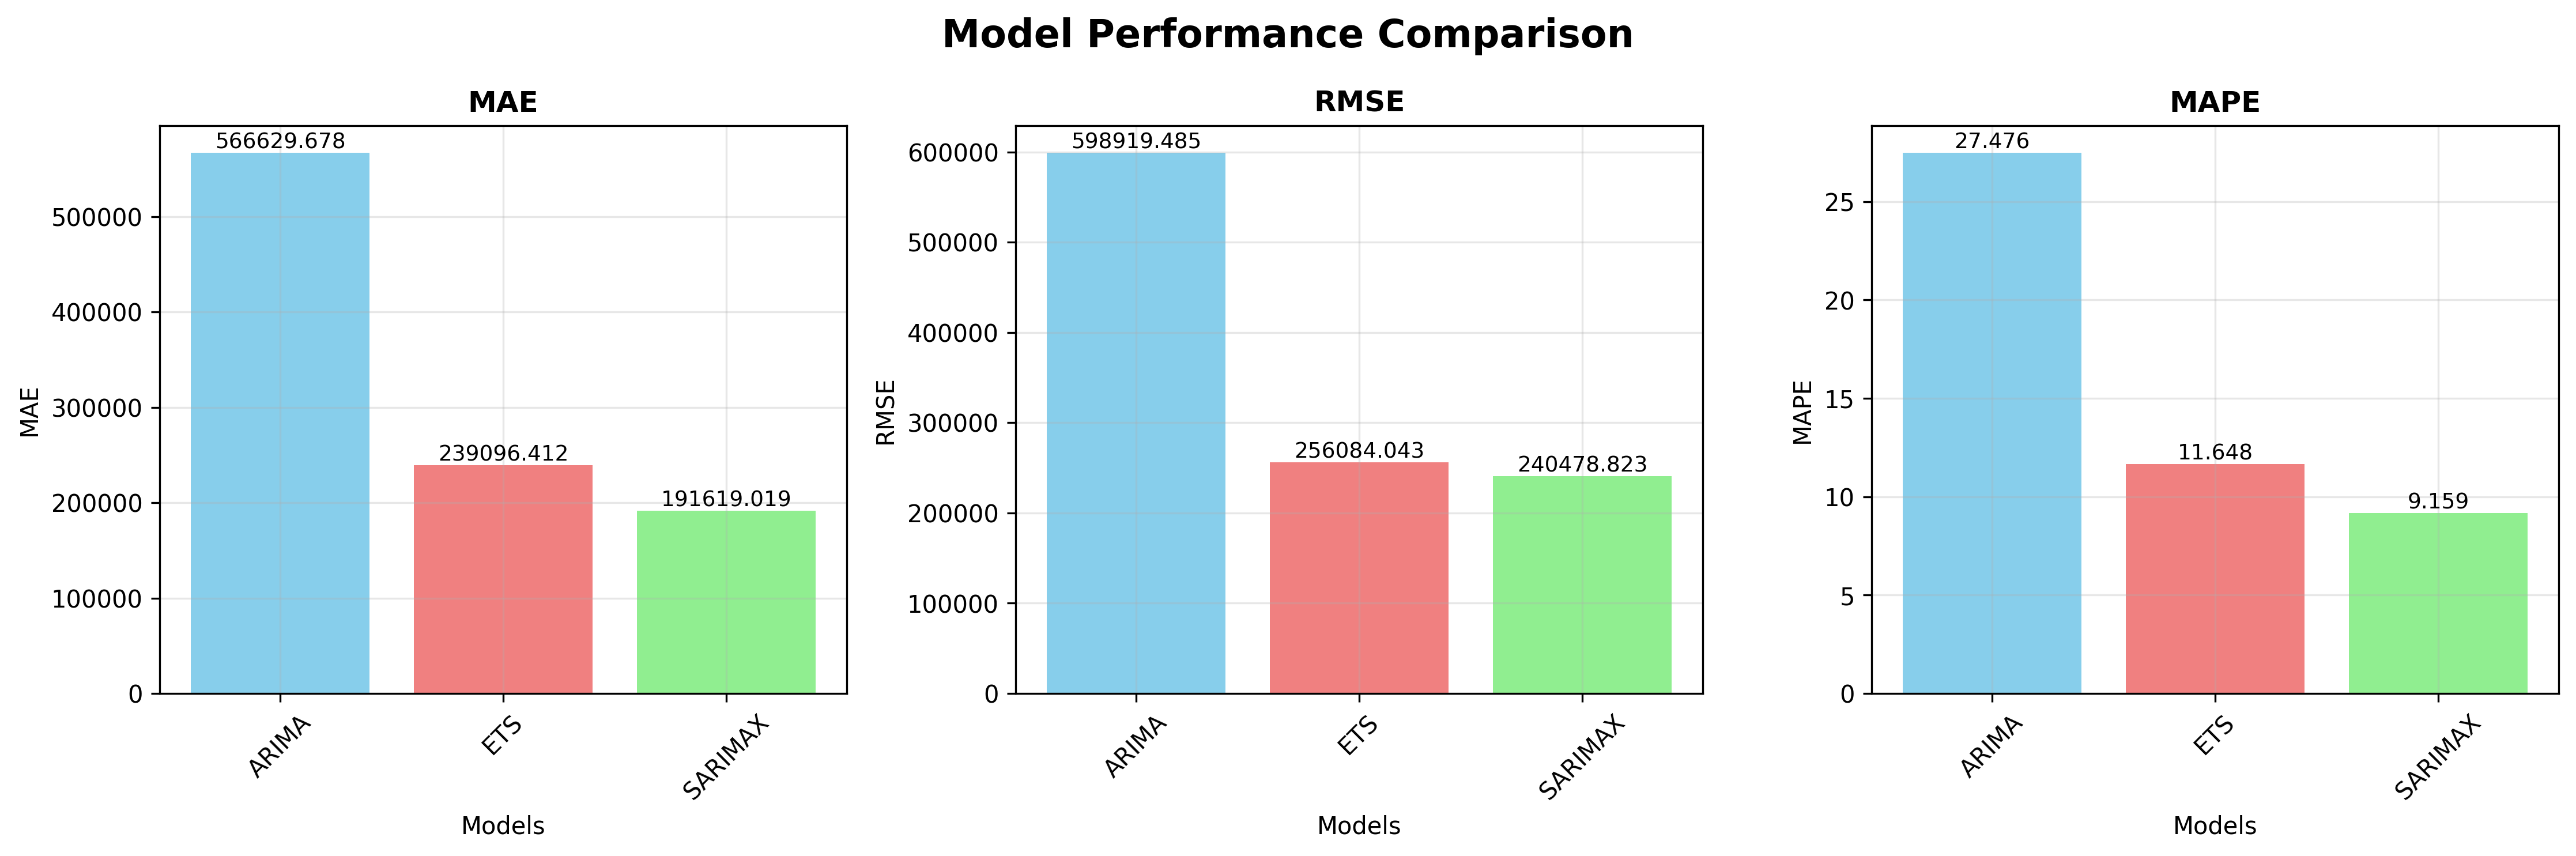 Model Performance Comparison
MAE
MAE
500000
400000
300000
200000
100000
0
566629.678
239096.412
191619.019
ARIMA
ETS
SARIMAX
Models
RMSE
RMSE
600000
500000
400000
300000
200000
100000
0
598919.485
256084.043
240478.823
ARIMA
ETS
SARIMAX
Models
MAPE
MAPE
25
20
15
10
5
0
27.476
11.648
9.159
ARIMA
ETS
SARIMAX
Models